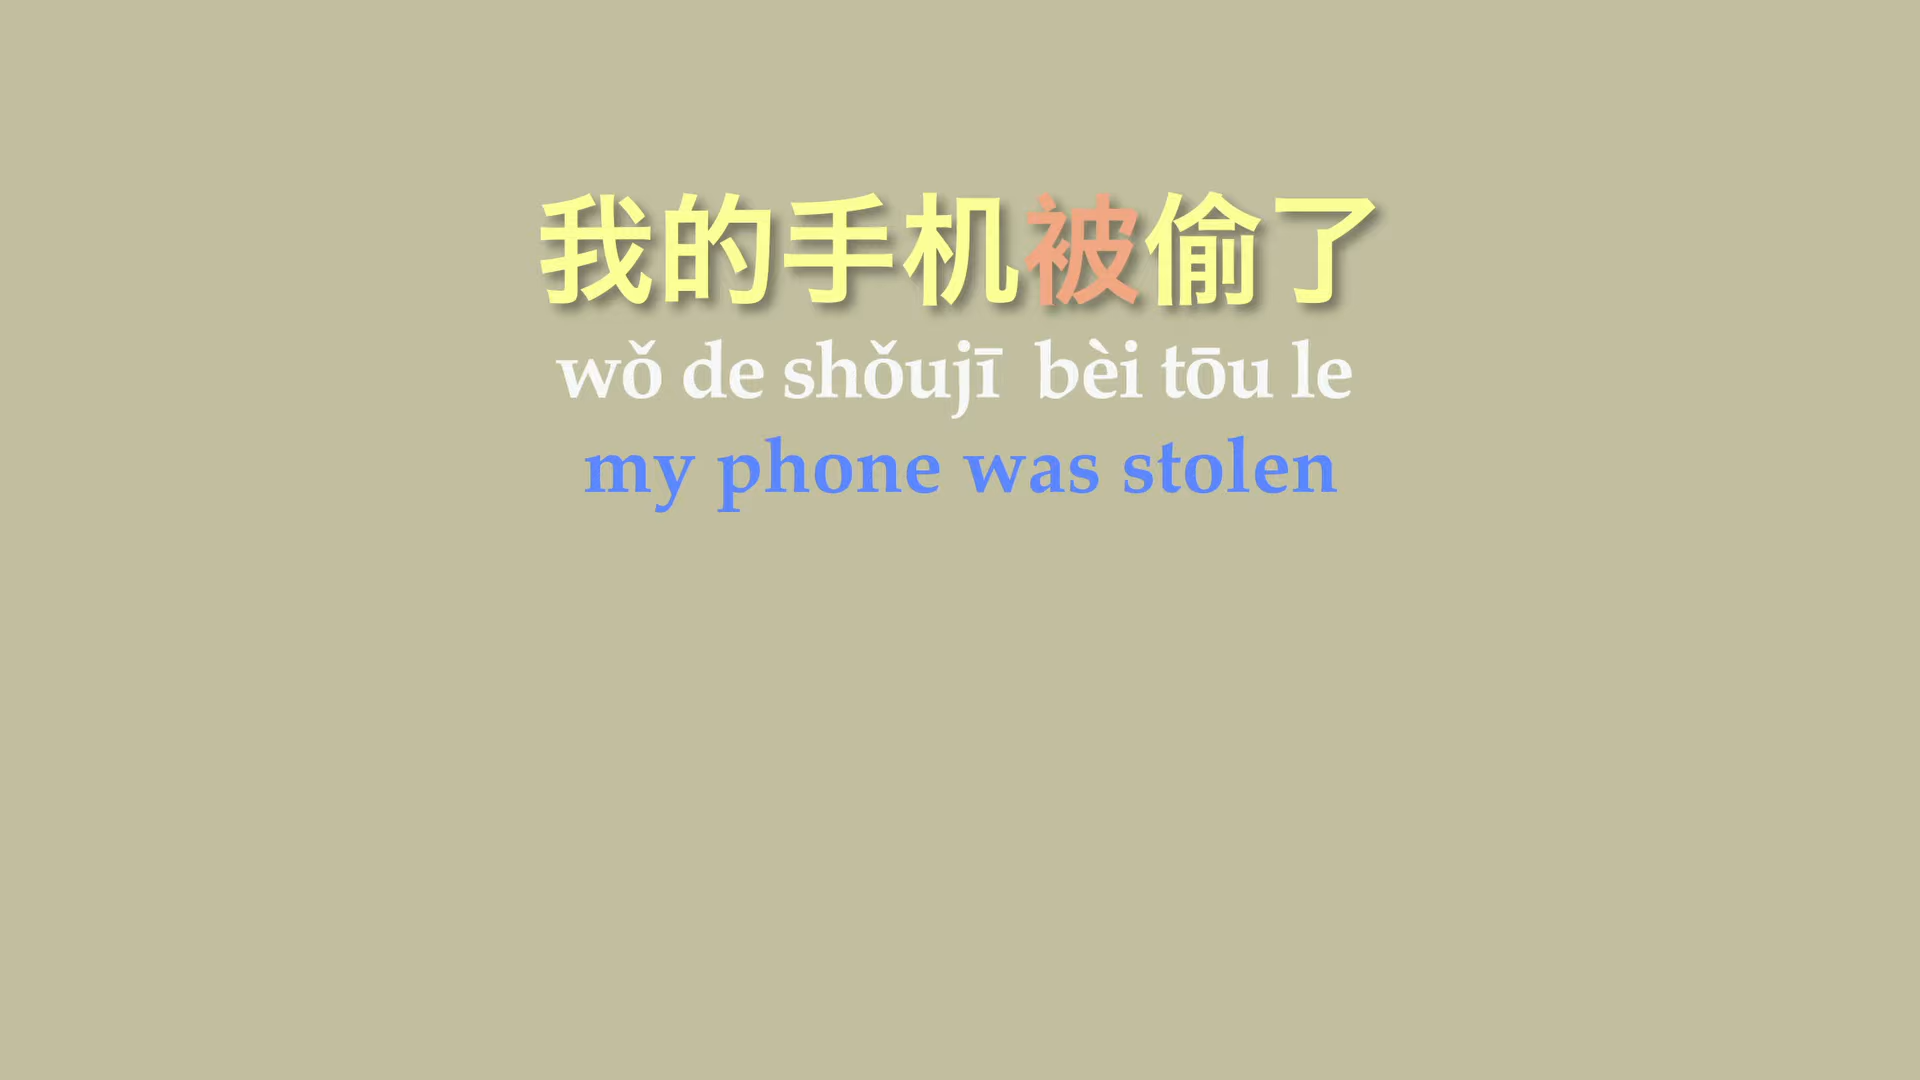 我的手机被偷了
wǒ de shǒujī bèi tōu le
my phone was stolen